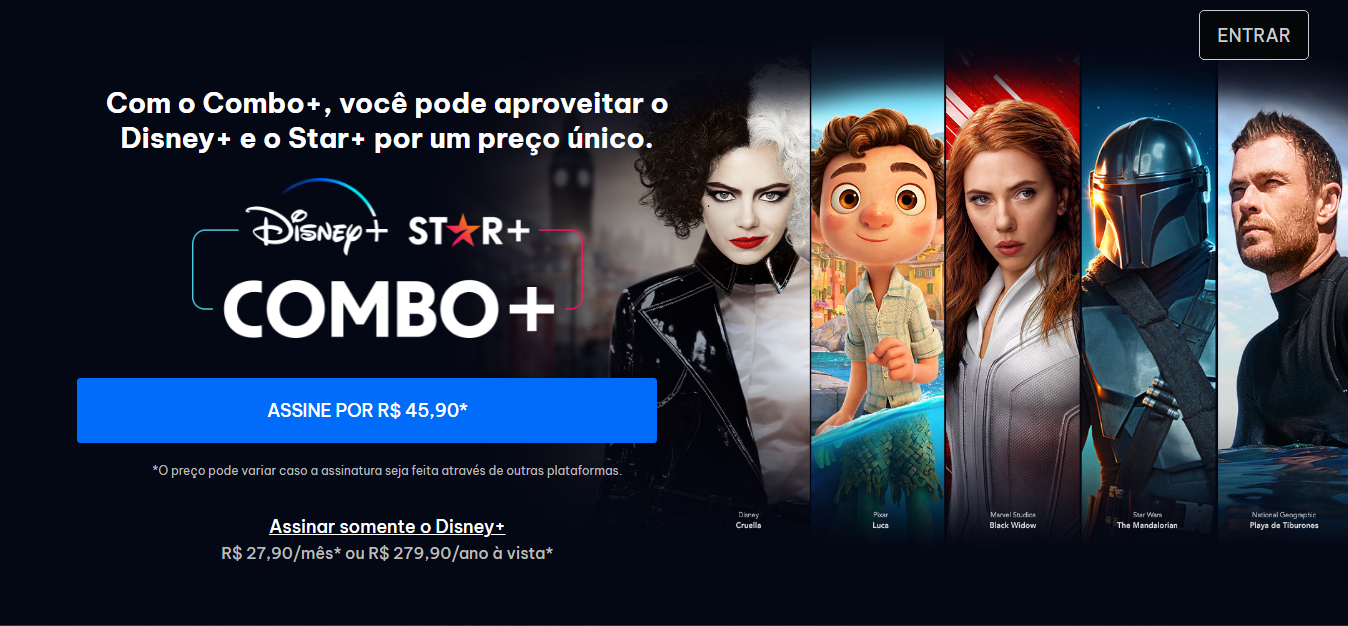 ENTRAR
Com o Combo+, você pode aproveitar o
Disney+ e o Star+ por um preço único.
Disney+ STAR+
COMBO+
ASSINE POR R$ 45,90*
*O preço pode variar caso a assinatura seja feita através de outras plataformas.
Assinar somente o Disney+
R$ 27,90/mês* ou R$ 279,90/ano à vista*
Disney
Cruella
Pixar
Luca
Marvel Studios
Black Widow
Star Wars
The Mandalorian
National Geographic
Playa de Tiburones